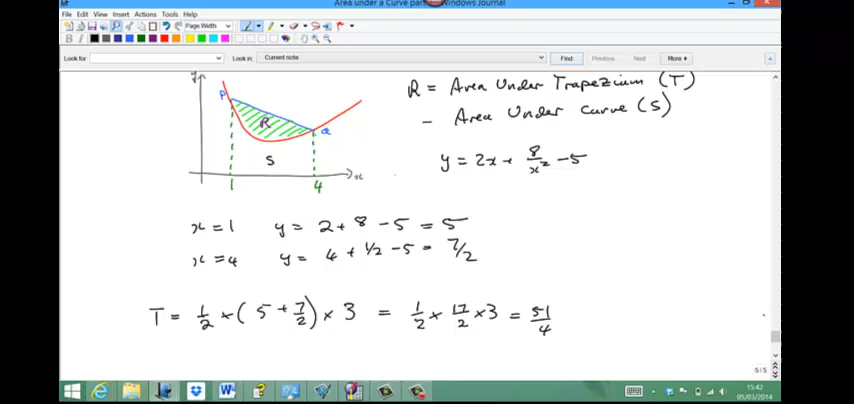 Area under a Curve part - Windows Journal
File Edit View Insert Actions Tools Help
Page Width
Look for: Look in: Current note Find Previous... Next More
y
P
R
Q
S
x
1 4
R = Area Under Trapezium (T)
- Area Under Curve (S)
y = 2x + 8/x² - 5
x = 1 y = 2 + 8 - 5 = 5
x = 4 y = 4 + 1/2 - 5 = 7/2
T = 1/2 × (5 + 7/2) × 3 = 1/2 × 17/2 × 3 = 51/4
5/5
15:42
05/03/2014